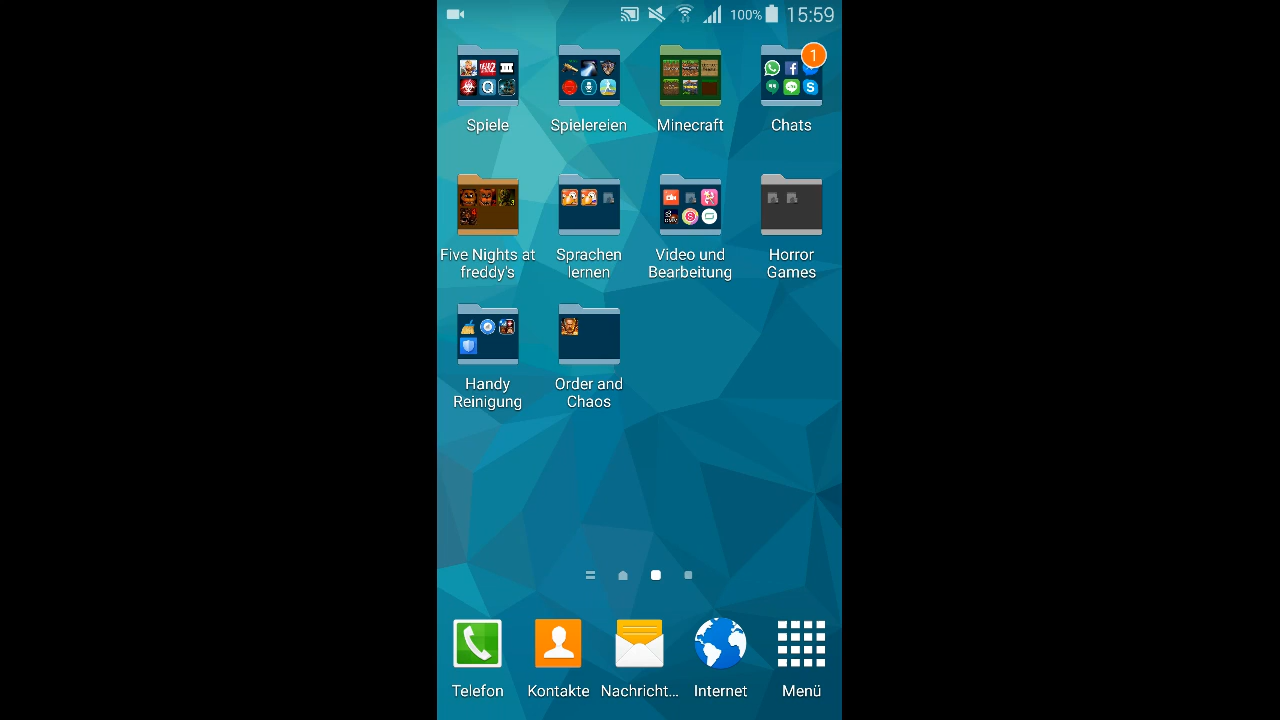 100% 15:59
1
Spiele Spielereien Minecraft Chats
Five Nights at
freddy's
Sprachen
lernen
Video und
Bearbeitung
Horror
Games
Handy
Reinigung
Order and
Chaos
Telefon Kontakte Nachricht... Internet Menü